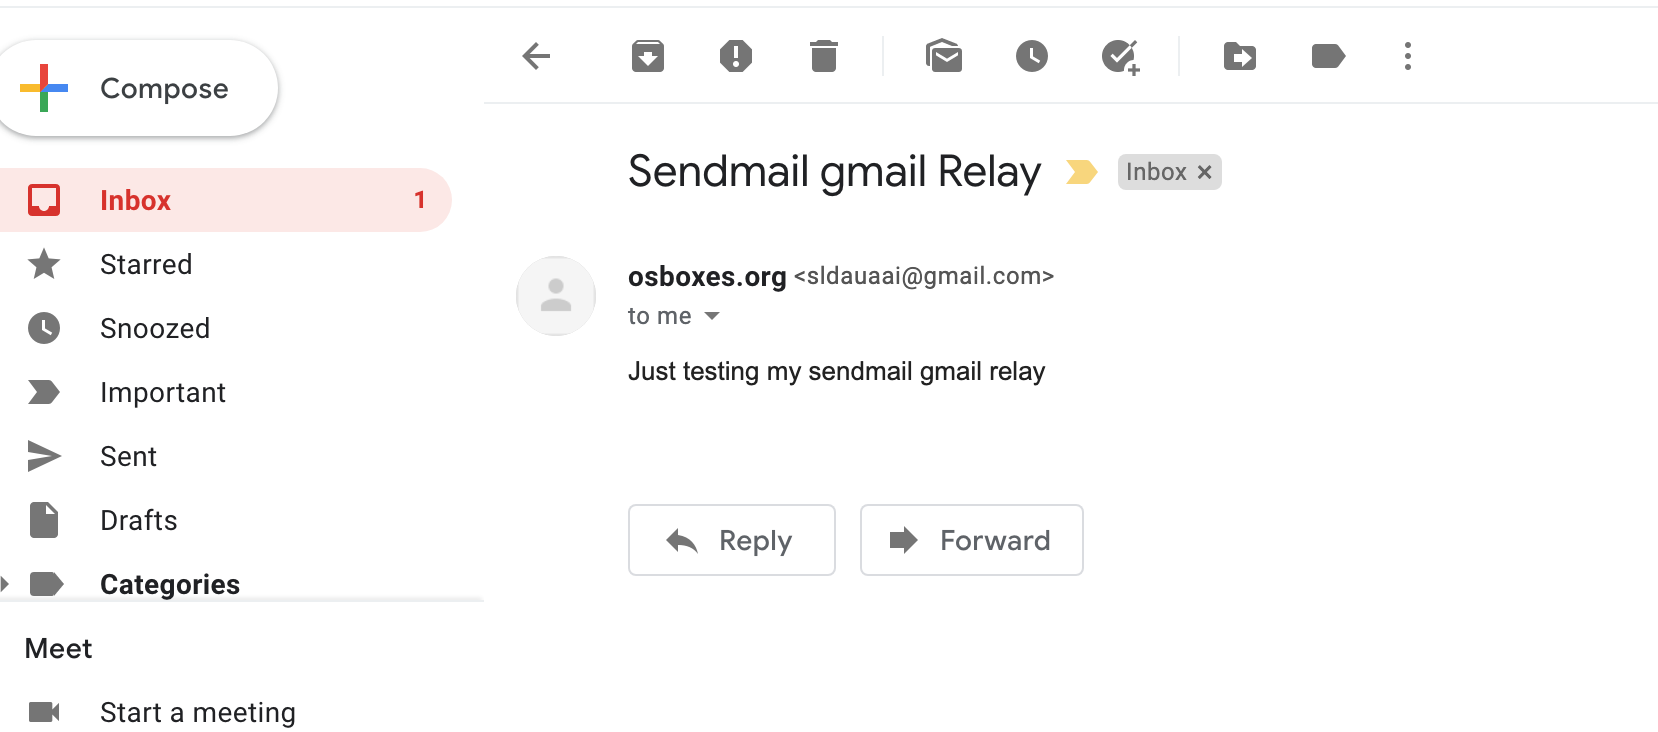 Compose
Inbox 1
Starred
Snoozed
Important
Sent
Drafts
Categories
Meet
Start a meeting
Sendmail gmail Relay Inbox ×
osboxes.org <sldauaai@gmail.com>
to me
Just testing my sendmail gmail relay
Reply Forward